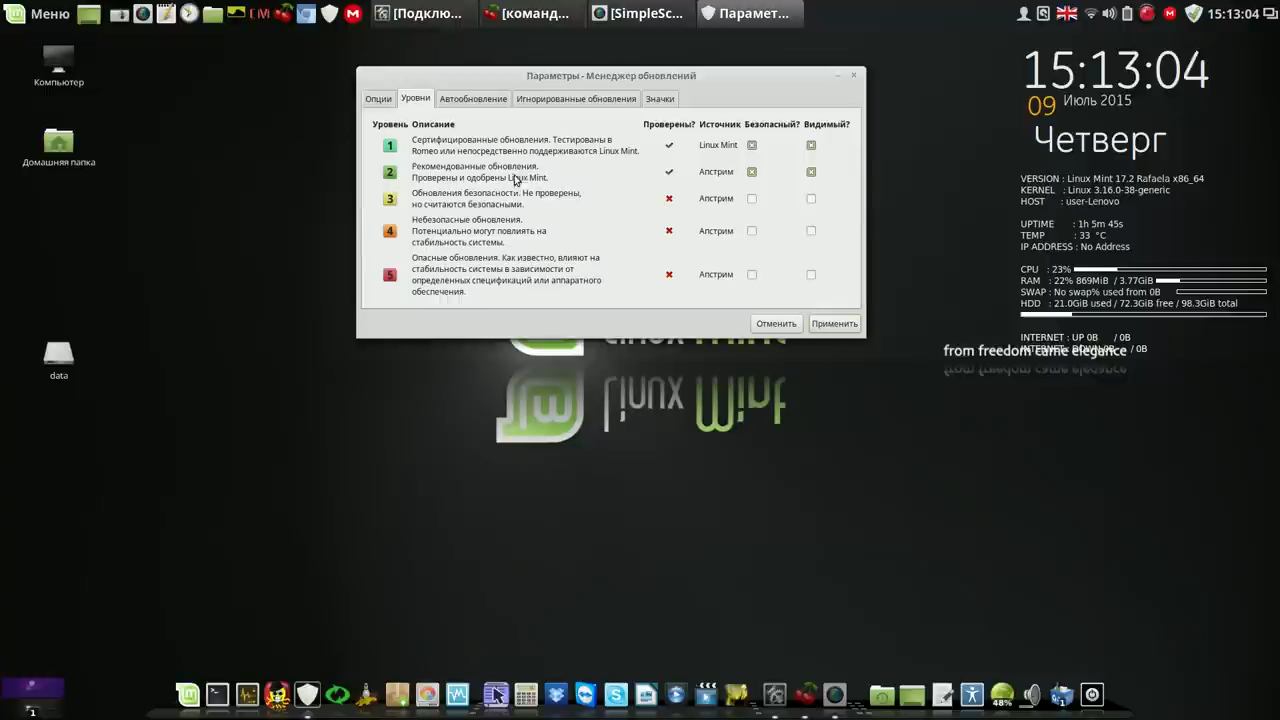 Меню
[Подклю...
[команд...
[SimpleSc...
Парамет...
15:13:04
Компьютер
Домашняя папка
data
Параметры - Менеджер обновлений
Опции
Уровни
Автообновление
Игнорированные обновления
Значки
Уровень Описание Проверены? Источник Безопасный? Видимый?
1 Сертифицированные обновления. Тестированы в
Romeo или непосредственно поддерживаются Linux Mint.
Linux Mint
2 Рекомендованные обновления.
Проверены и одобрены Linux Mint.
Апстрим
3 Обновления безопасности. Не проверены,
но считаются безопасными.
Апстрим
4 Небезопасные обновления.
Потенциально могут повлиять на
стабильность системы.
Апстрим
5 Опасные обновления. Как известно, влияют на
стабильность системы в зависимости от
определенных спецификаций или аппаратного
обеспечения.
Апстрим
Отменить
Применить
15:13:04
09 Июль 2015
Четверг
VERSION : Linux Mint 17.2 Rafaela x86_64
KERNEL : Linux 3.16.0-38-generic
HOST : user-Lenovo
UPTIME : 1h 5m 45s
TEMP : 33 °C
IP ADDRESS : No Address
CPU : 23%
RAM : 22% 869MiB / 3.77GiB
SWAP : No swap% used from 0B
HDD : 21.0GiB used / 72.3GiB free / 98.3GiB total
INTERNET : UP 0B / 0B
INTERNET : DOWN 0B / 0B
from freedom came elegance
48%
1
1